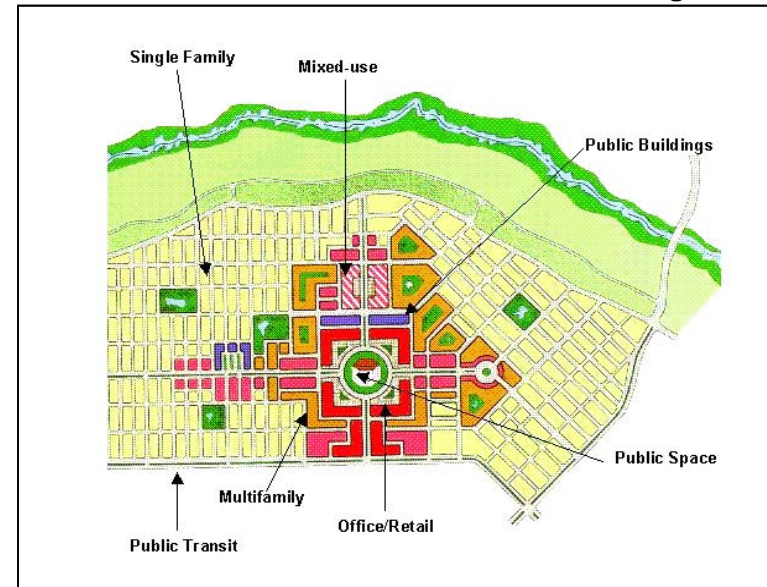 Single Family
Mixed-use
Public Buildings
Public Space
Multifamily
Office/Retail
Public Transit